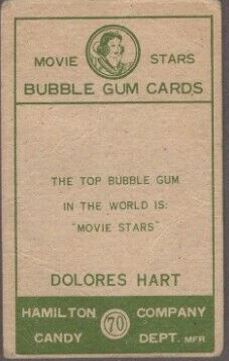 MOVIE STARS
BUBBLE GUM CARDS
THE TOP BUBBLE GUM
IN THE WORLD IS:
"MOVIE STARS"
DOLORES HART
HAMILTON COMPANY
70
CANDY DEPT. MFR